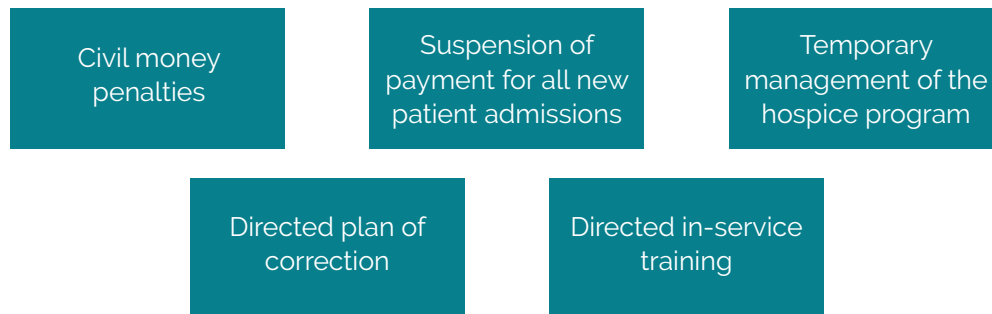 Civil money
penalties
Suspension of
payment for all new
patient admissions
Temporary
management of the
hospice program
Directed plan of
correction
Directed in-service
training